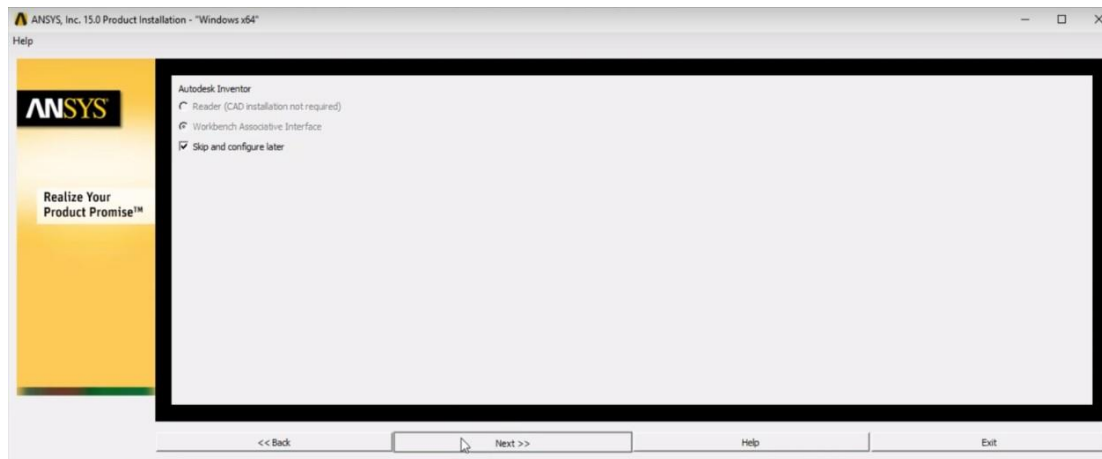 ANSYS, Inc. 15.0 Product Installation - "Windows x64"
Help
ANSYS
Realize Your
Product Promise™
Autodesk Inventor
Reader (CAD installation not required)
Workbench Associative Interface
Skip and configure later
<< Back
Next >>
Help
Exit